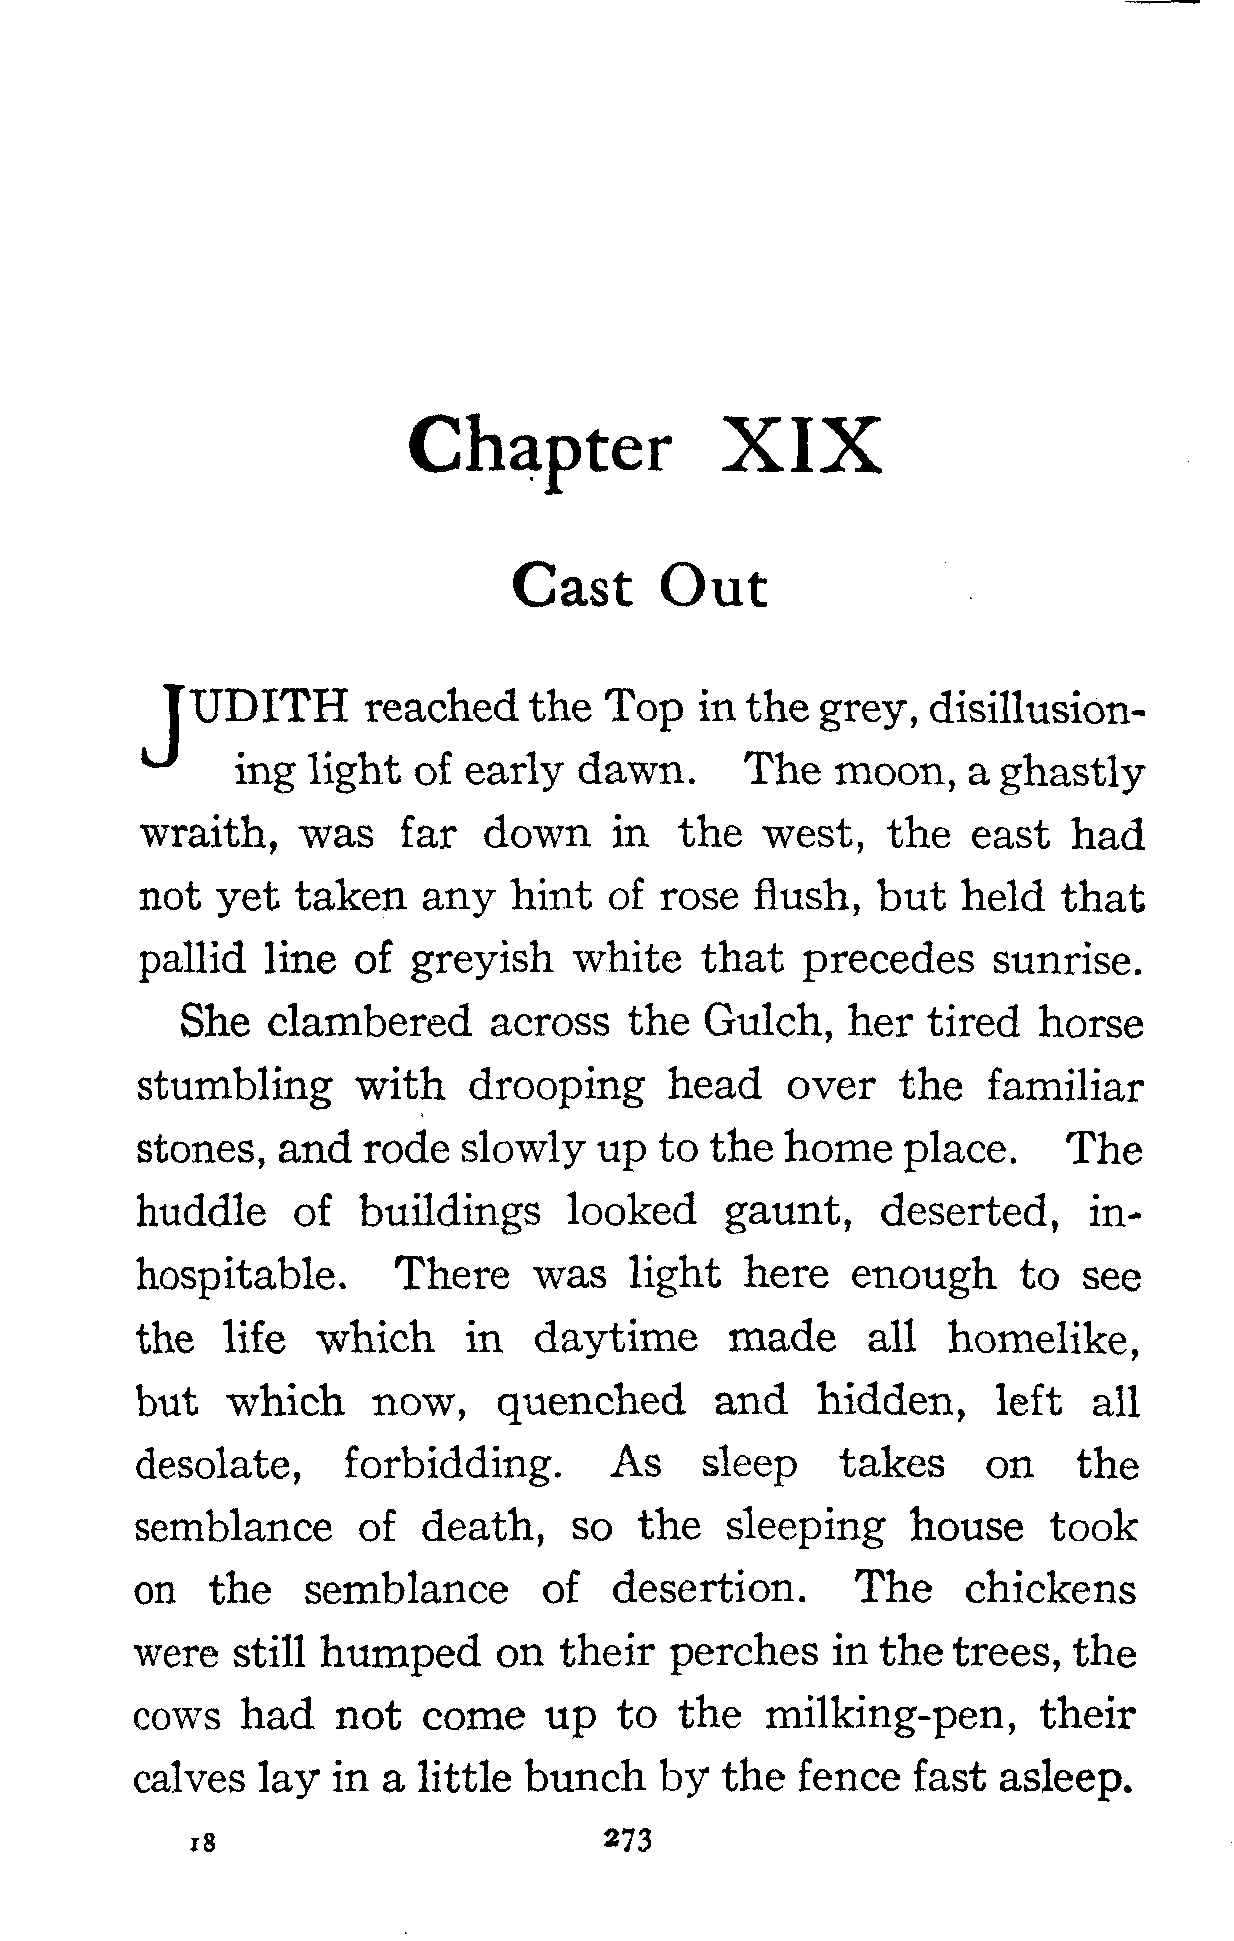 Chapter XIX
Cast Out
JUDITH reached the Top in the grey, disillusion-
ing light of early dawn. The moon, a ghastly
wraith, was far down in the west, the east had
not yet taken any hint of rose flush, but held that
pallid line of greyish white that precedes sunrise.
She clambered across the Gulch, her tired horse
stumbling with drooping head over the familiar
stones, and rode slowly up to the home place. The
huddle of buildings looked gaunt, deserted, in-
hospitable. There was light here enough to see
the life which in daytime made all homelike,
but which now, quenched and hidden, left all
desolate, forbidding. As sleep takes on the
semblance of death, so the sleeping house took
on the semblance of desertion. The chickens
were still humped on their perches in the trees, the
cows had not come up to the milking-pen, their
calves lay in a little bunch by the fence fast asleep.
18 273